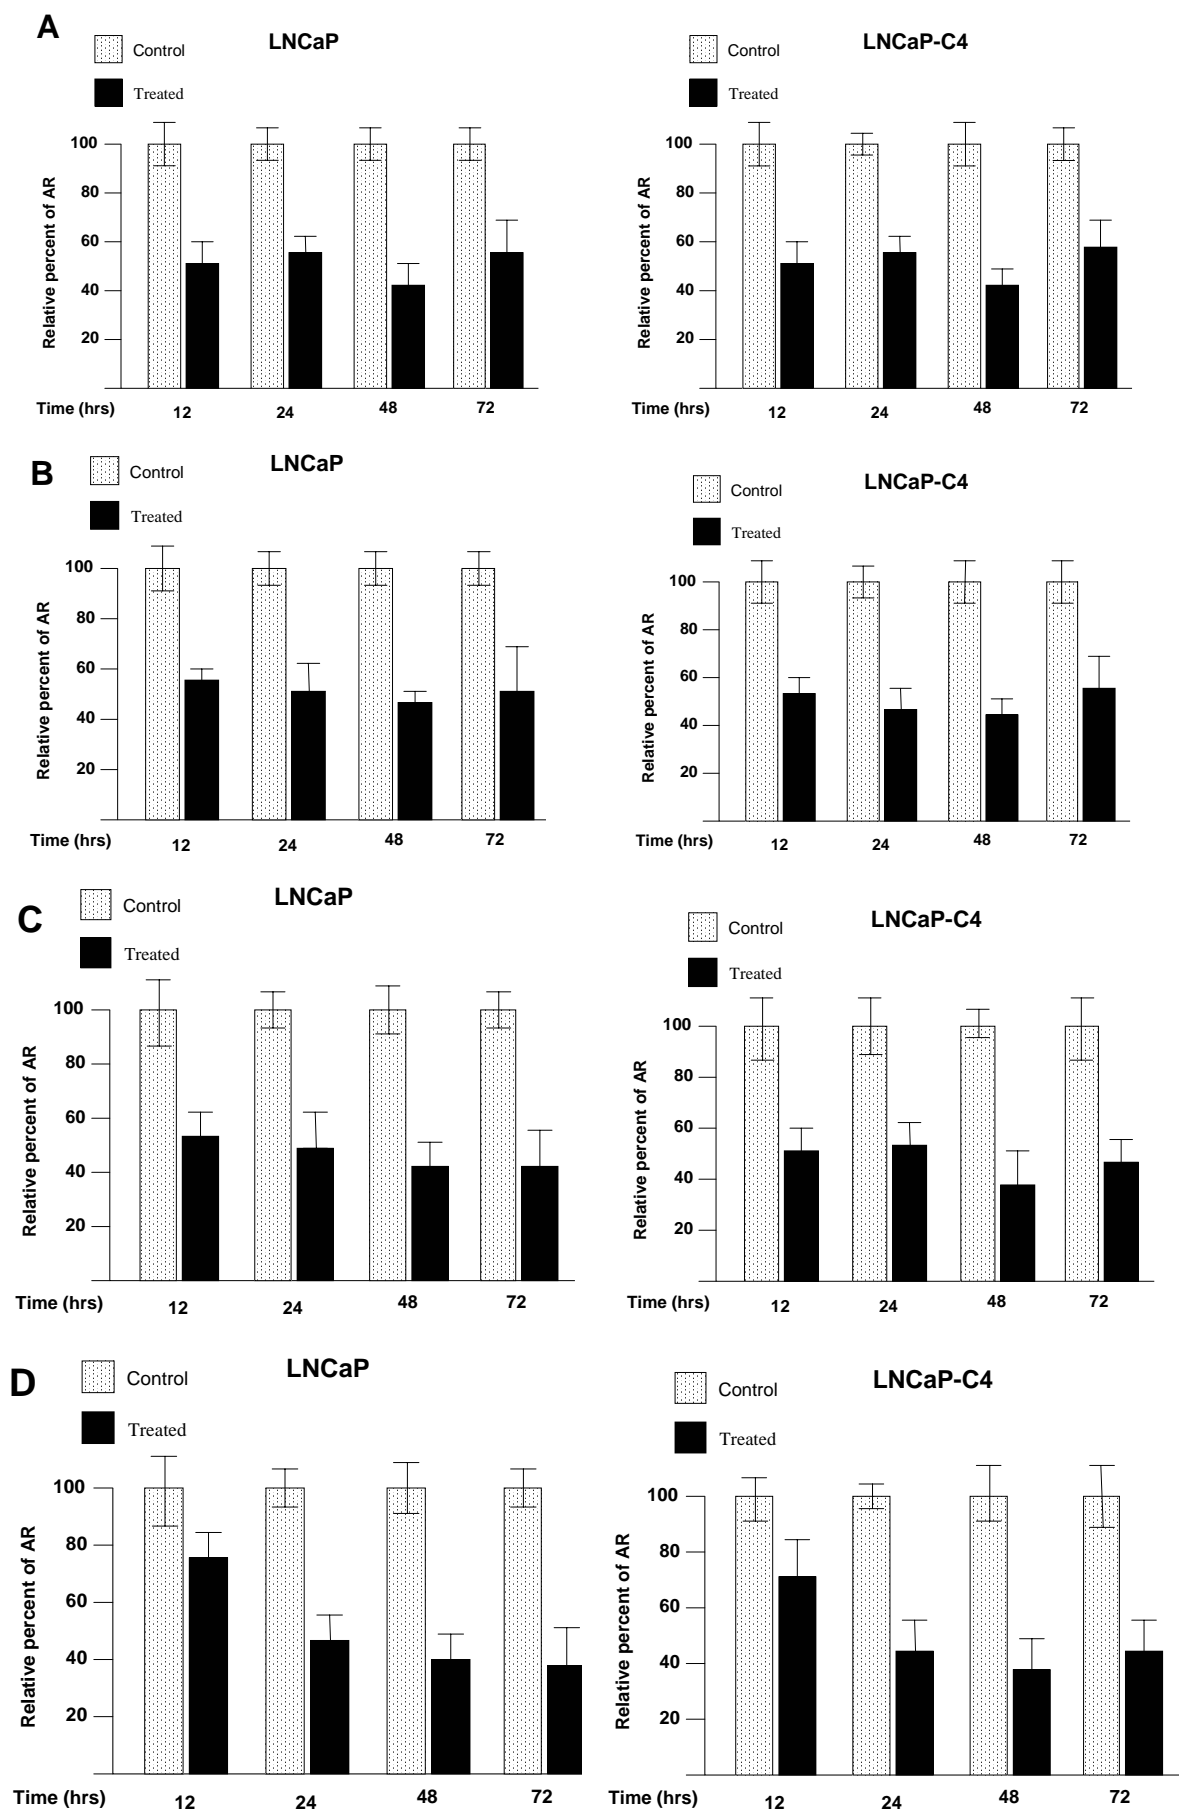 A
LNCaP
Control
Treated
Relative percent of AR
100
80
60
40
20
Time (hrs)
12
24
48
72
LNCaP-C4
Control
Treated
Relative percent of AR
100
80
60
40
20
Time (hrs)
12
24
48
72
B
LNCaP
Control
Treated
Relative percent of AR
100
80
60
40
20
Time (hrs)
12
24
48
72
LNCaP-C4
Control
Treated
Relative percent of AR
100
80
60
40
20
Time (hrs)
12
24
48
72
C
LNCaP
Control
Treated
Relative percent of AR
100
80
60
40
20
Time (hrs)
12
24
48
72
LNCaP-C4
Control
Treated
Relative percent of AR
100
80
60
40
20
Time (hrs)
12
24
48
72
D
LNCaP
Control
Treated
Relative percent of AR
100
80
60
40
20
Time (hrs)
12
24
48
72
LNCaP-C4
Control
Treated
Relative percent of AR
100
80
60
40
20
Time (hrs)
12
24
48
72